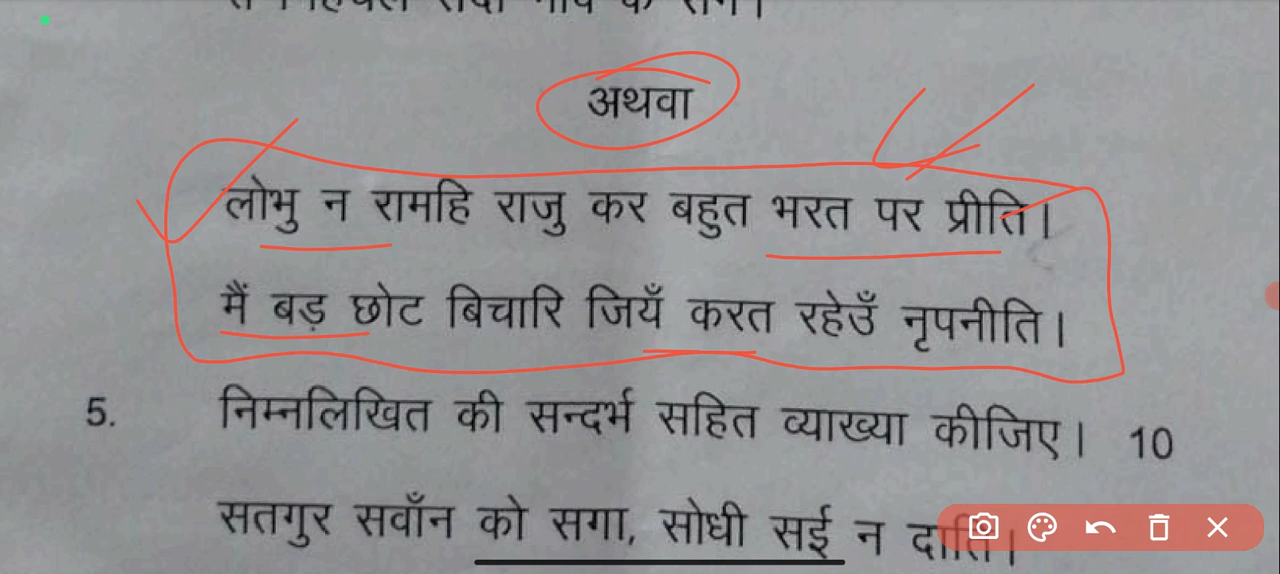 अथवा
लोभु न रामहि राजु कर बहुत भरत पर प्रीति।
मैं बड़ छोट बिचारि जियँ करत रहेउँ नृपनीति।
5. निम्नलिखित की सन्दर्भ सहित व्याख्या कीजिए। 10
सतगुर सवाँन को सगा, सोधी सई न दाति।